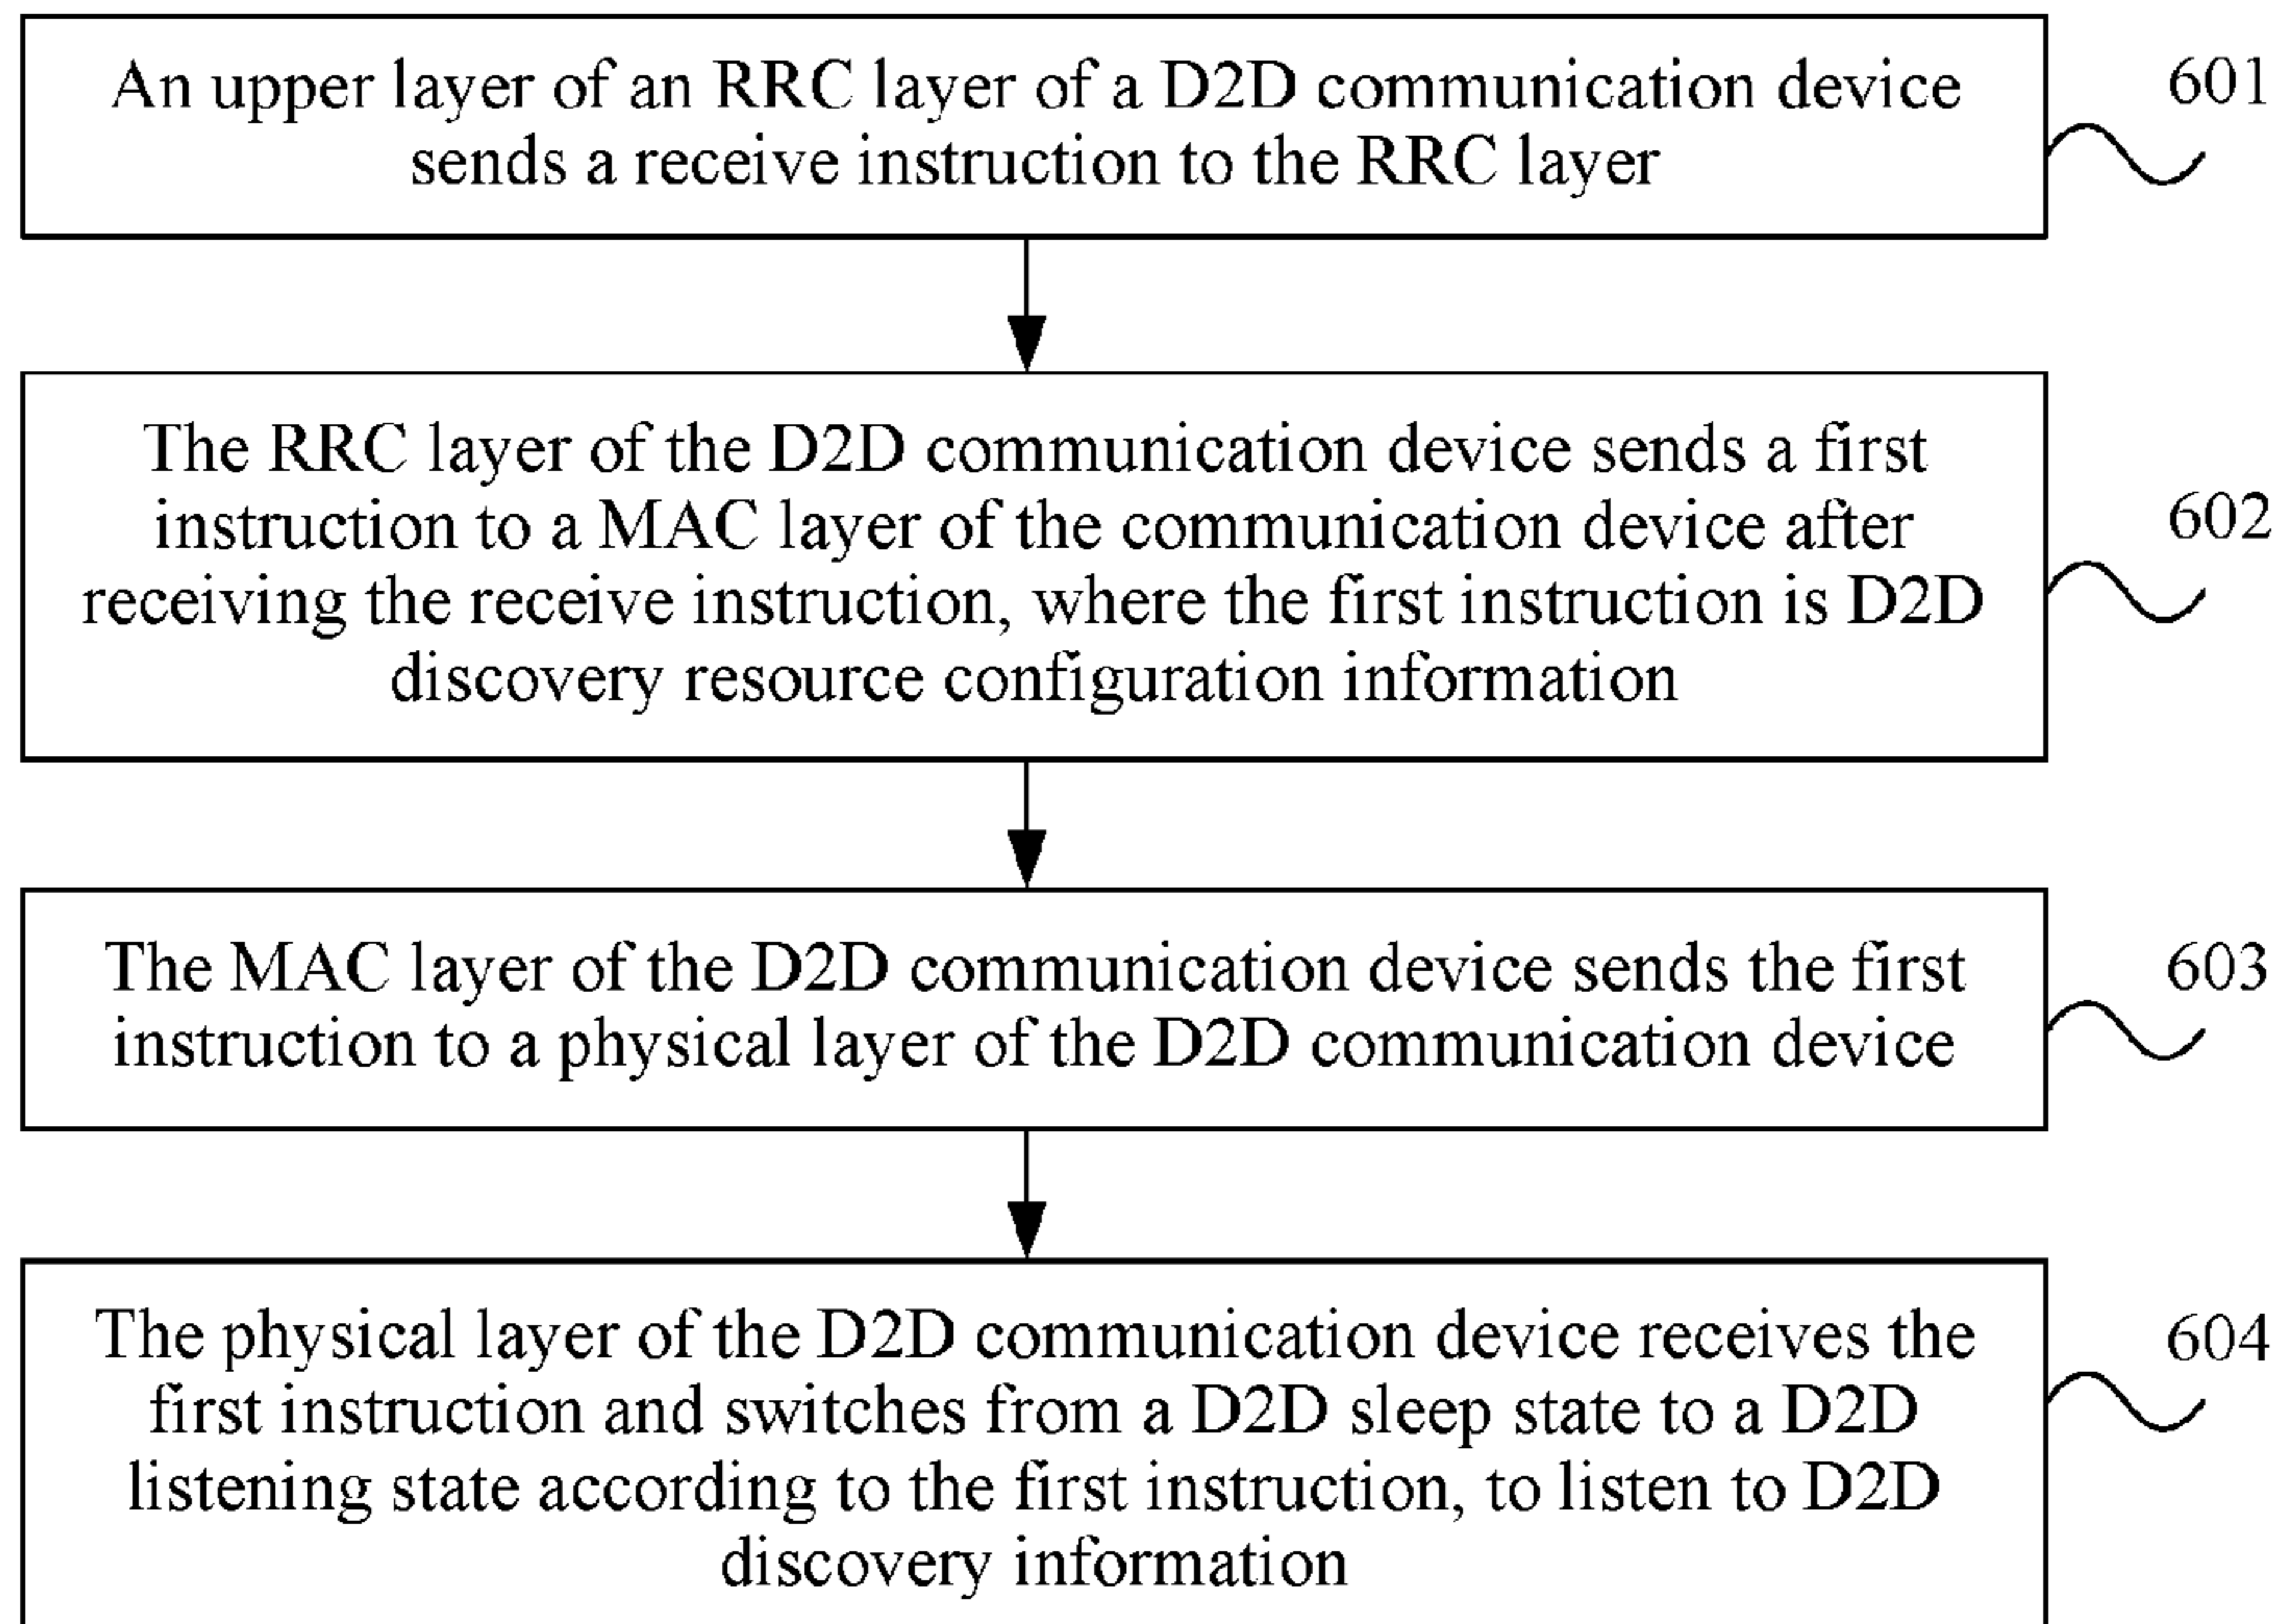 An upper layer of an RRC layer of a D2D communication device
sends a receive instruction to the RRC layer
601
The RRC layer of the D2D communication device sends a first
instruction to a MAC layer of the communication device after
receiving the receive instruction, where the first instruction is D2D
discovery resource configuration information
602
The MAC layer of the D2D communication device sends the first
instruction to a physical layer of the D2D communication device
603
The physical layer of the D2D communication device receives the
first instruction and switches from a D2D sleep state to a D2D
listening state according to the first instruction, to listen to D2D
discovery information
604